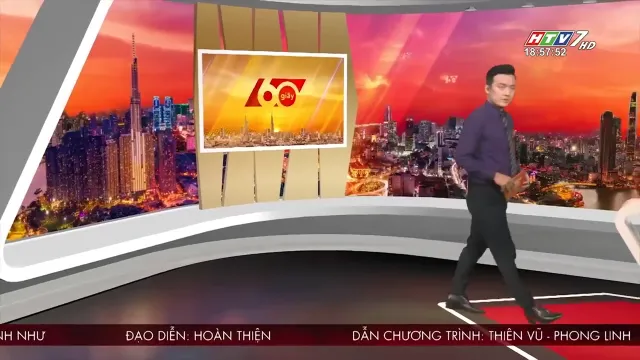 HTV7 HD
18:57:52
60 giây
NH NHƯ ĐẠO DIỄN: HOÀN THIỆN DẪN CHƯƠNG TRÌNH: THIÊN VŨ - PHONG LINH